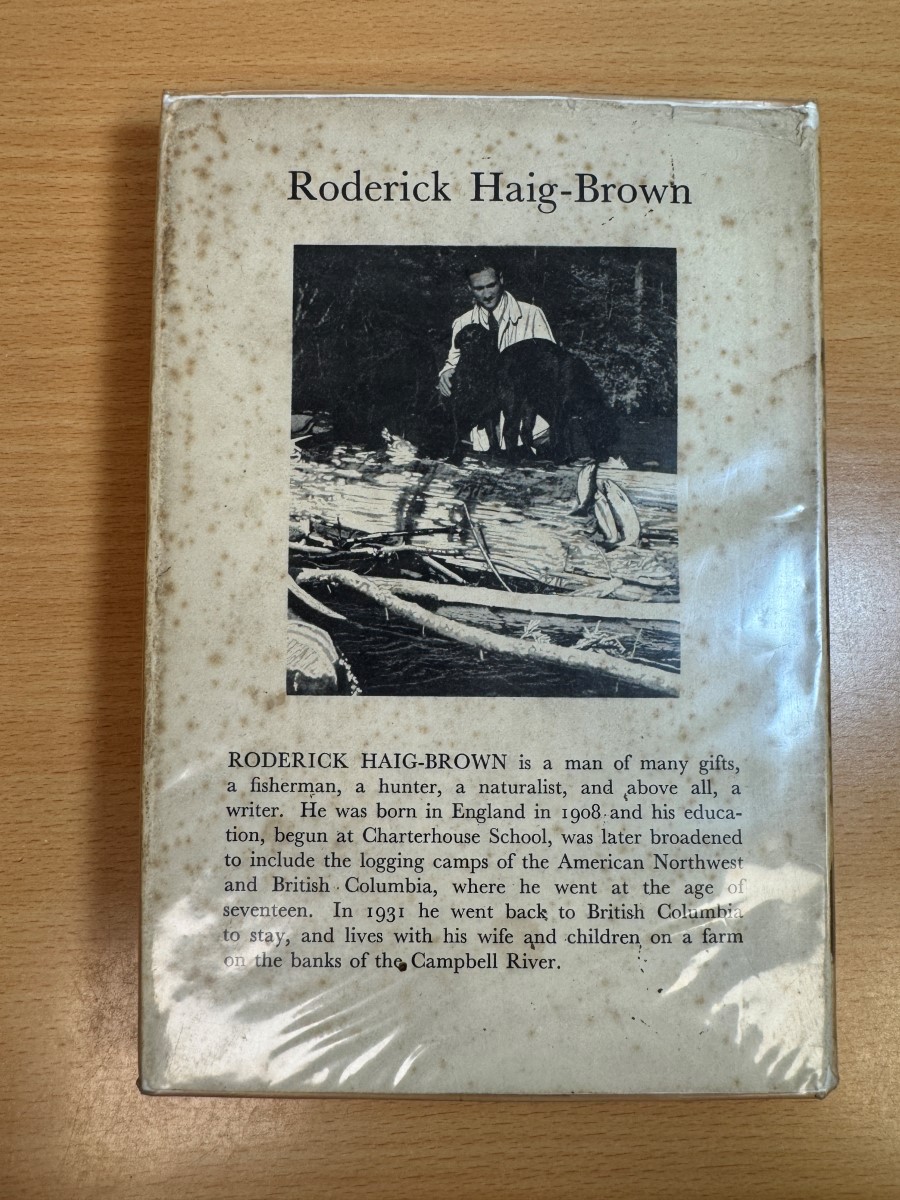 Roderick Haig-Brown
RODERICK HAIG-BROWN is a man of many gifts,
a fisherman, a hunter, a naturalist, and above all, a
writer. He was born in England in 1908 and his educa-
tion, begun at Charterhouse School, was later broadened
to include the logging camps of the American Northwest
and British Columbia, where he went at the age of
seventeen. In 1931 he went back to British Columbia
to stay, and lives with his wife and children on a farm
on the banks of the Campbell River.